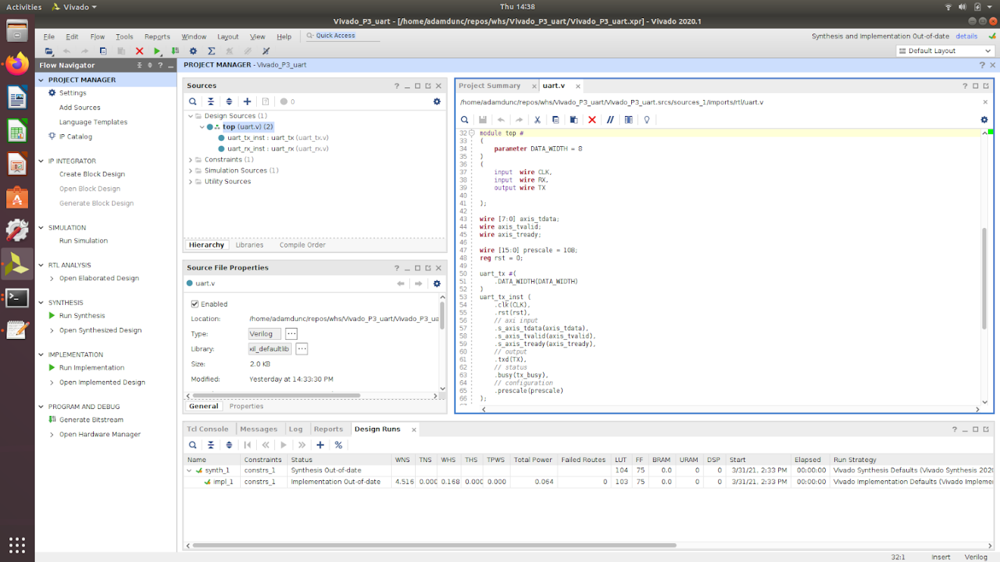 Activities Vivado Thu 14:38
Vivado_P3_uart - [/home/adamdunc/repos/whs/Vivado_P3_uart/Vivado_P3_uart.xpr] - Vivado 2020.1
File Edit Flow Tools Reports Window Layout View Help Quick Access Synthesis and Implementation Out-of-date details
Default Layout
Flow Navigator
PROJECT MANAGER
Settings
Add Sources
Language Templates
IP Catalog
IP INTEGRATOR
Create Block Design
Open Block Design
Generate Block Design
SIMULATION
Run Simulation
RTL ANALYSIS
Open Elaborated Design
SYNTHESIS
Run Synthesis
Open Synthesized Design
IMPLEMENTATION
Run Implementation
Open Implemented Design
PROGRAM AND DEBUG
Generate Bitstream
Open Hardware Manager
PROJECT MANAGER - Vivado_P3_uart
Sources
0
Design Sources (1)
top (uart.v) (2)
uart_tx_inst : uart_tx (uart_tx.v)
uart_rx_inst : uart_rx (uart_rx.v)
Constraints (1)
Simulation Sources (1)
Utility Sources
Hierarchy Libraries Compile Order
Source File Properties
uart.v
Enabled
Location: /home/adamdunc/repos/whs/Vivado_P3_uart/Vivado_P3_ua
Type: Verilog
Library: xil_defaultlib
Size: 2.0 KB
Modified: Yesterday at 14:33:30 PM
General Properties
Project Summary uart.v
/home/adamdunc/repos/whs/Vivado_P3_uart/Vivado_P3_uart.srcs/sources_1/imports/rtl/uart.v
32 module top #
33 (
34 parameter DATA_WIDTH = 8
35 )
36 (
37 input wire CLK,
38 input wire RX,
39 output wire TX
40
41 );
42
43 wire [7:0] axis_tdata;
44 wire axis_tvalid;
45 wire axis_tready;
46
47 wire [15:0] prescale = 108;
48 reg rst = 0;
49
50 uart_tx #(
51 .DATA_WIDTH(DATA_WIDTH)
52 )
53 uart_tx_inst (
54 .clk(CLK),
55 .rst(rst),
56 // axi input
57 .s_axis_tdata(axis_tdata),
58 .s_axis_tvalid(axis_tvalid),
59 .s_axis_tready(axis_tready),
60 // output
61 .txd(TX),
62 // status
63 .busy(tx_busy),
64 // configuration
65 .prescale(prescale)
66 );
Tcl Console Messages Log Reports Design Runs
Name Constraints Status WNS TNS WHS THS TPWS Total Power Failed Routes LUT FF BRAM URAM DSP Start Elapsed Run Strategy
synth_1 constrs_1 Synthesis Out-of-date 104 75 0.0 0 0 3/31/21, 2:33 PM 00:00:00 Vivado Synthesis Defaults (Vivado Synthesis 202
impl_1 constrs_1 Implementation Out-of-date 4.516 0.000 0.168 0.000 0.000 0.064 0 103 75 0.0 0 0 3/31/21, 2:33 PM 00:00:00 Vivado Implementation Defaults (Vivado Impleme
32:1 Insert Verilog